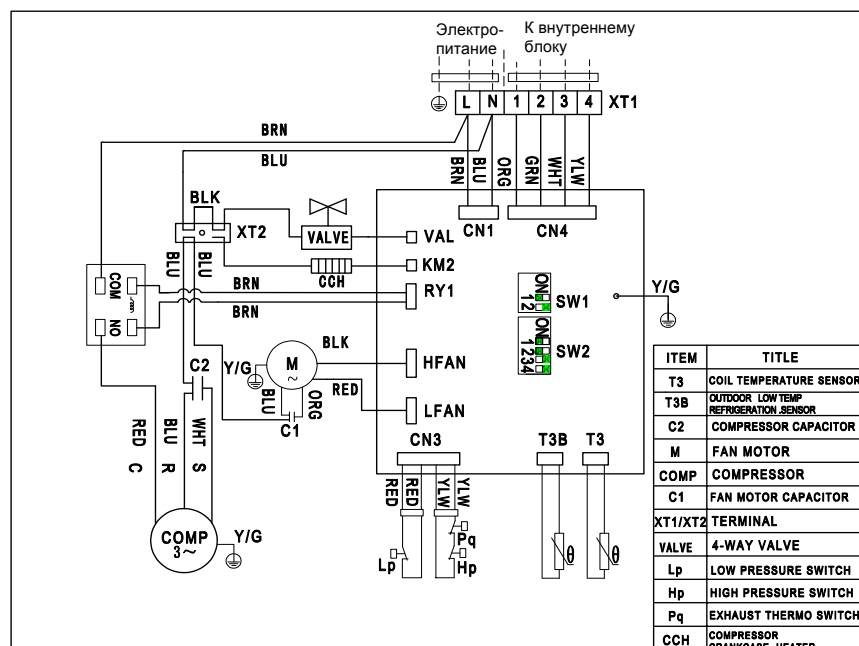 Электро-
питание
К внутреннему
блоку
L N 1 2 3 4 XT1
BRN
BLU
BRN BLU ORG GRN WHT YLW
BLK
CN1 CN4
XT2
VALVE VAL
KM2
CCH
BLU BLU
COM
NO
BRN
BRN
RY1
ON
12
SW1
ON
1234
SW2
Y/G
BLK
HFAN
Y/G
M
~
RED
LFAN
C2
BLU ORG
C1
CN3 T3B T3
RED C
BLU R
WHT S
RED RED YLW YLW
COMP
3~
Y/G
Pq
Lp Hp
θ θ
ITEM TITLE
T3 COIL TEMPERATURE SENSOR
T3B OUTDOOR LOW TEMP
REFRIGERATION .SENSOR
C2 COMPRESSOR CAPACITOR
M FAN MOTOR
COMP COMPRESSOR
C1 FAN MOTOR CAPACITOR
XT1/XT2 TERMINAL
VALVE 4-WAY VALVE
Lp LOW PRESSURE SWITCH
Hp HIGH PRESSURE SWITCH
Pq EXHAUST THERMO SWITCH
CCH COMPRESSOR
CRANKCASE HEATER